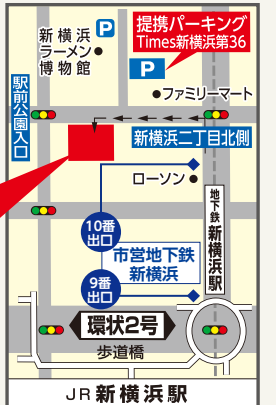 新横浜
ラーメン
博物館
P
提携パーキング
Times新横浜第36
P
駅前公園入口
ファミリーマート
新横浜二丁目北側
ローソン
10番
出口
市営地下鉄
新横浜
地下鉄 新横浜駅
9番
出口
環状2号
歩道橋
JR新横浜駅